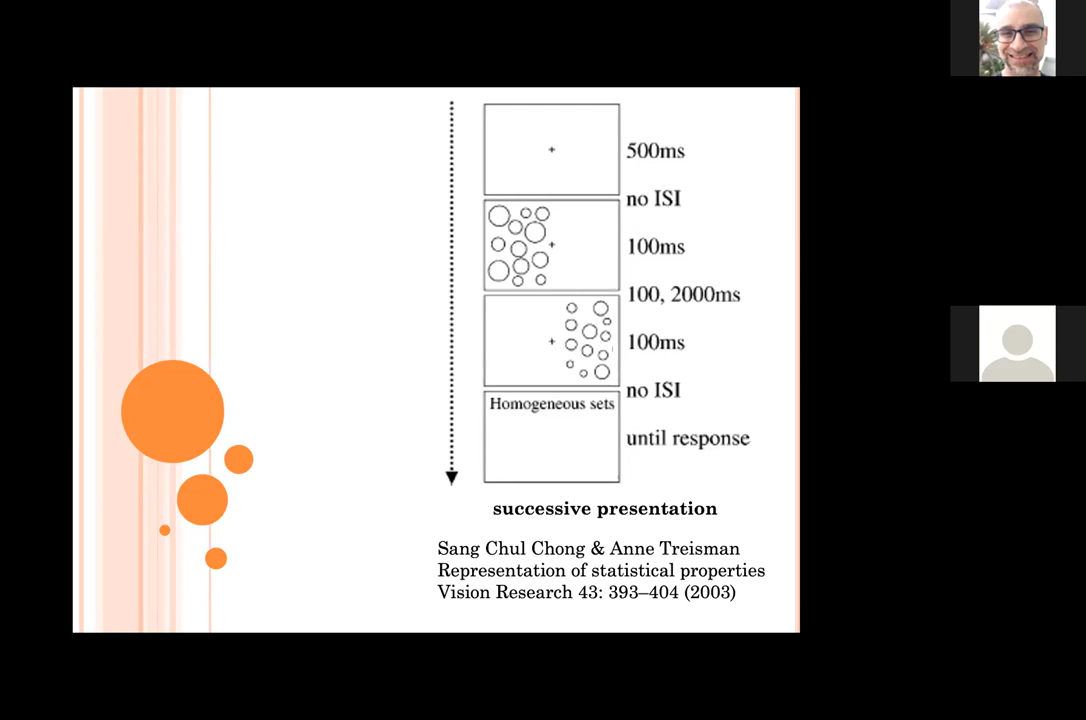 500ms
no ISI
100ms
100, 2000ms
100ms
no ISI
Homogeneous sets
until response
successive presentation
Sang Chul Chong & Anne Treisman
Representation of statistical properties
Vision Research 43: 393–404 (2003)